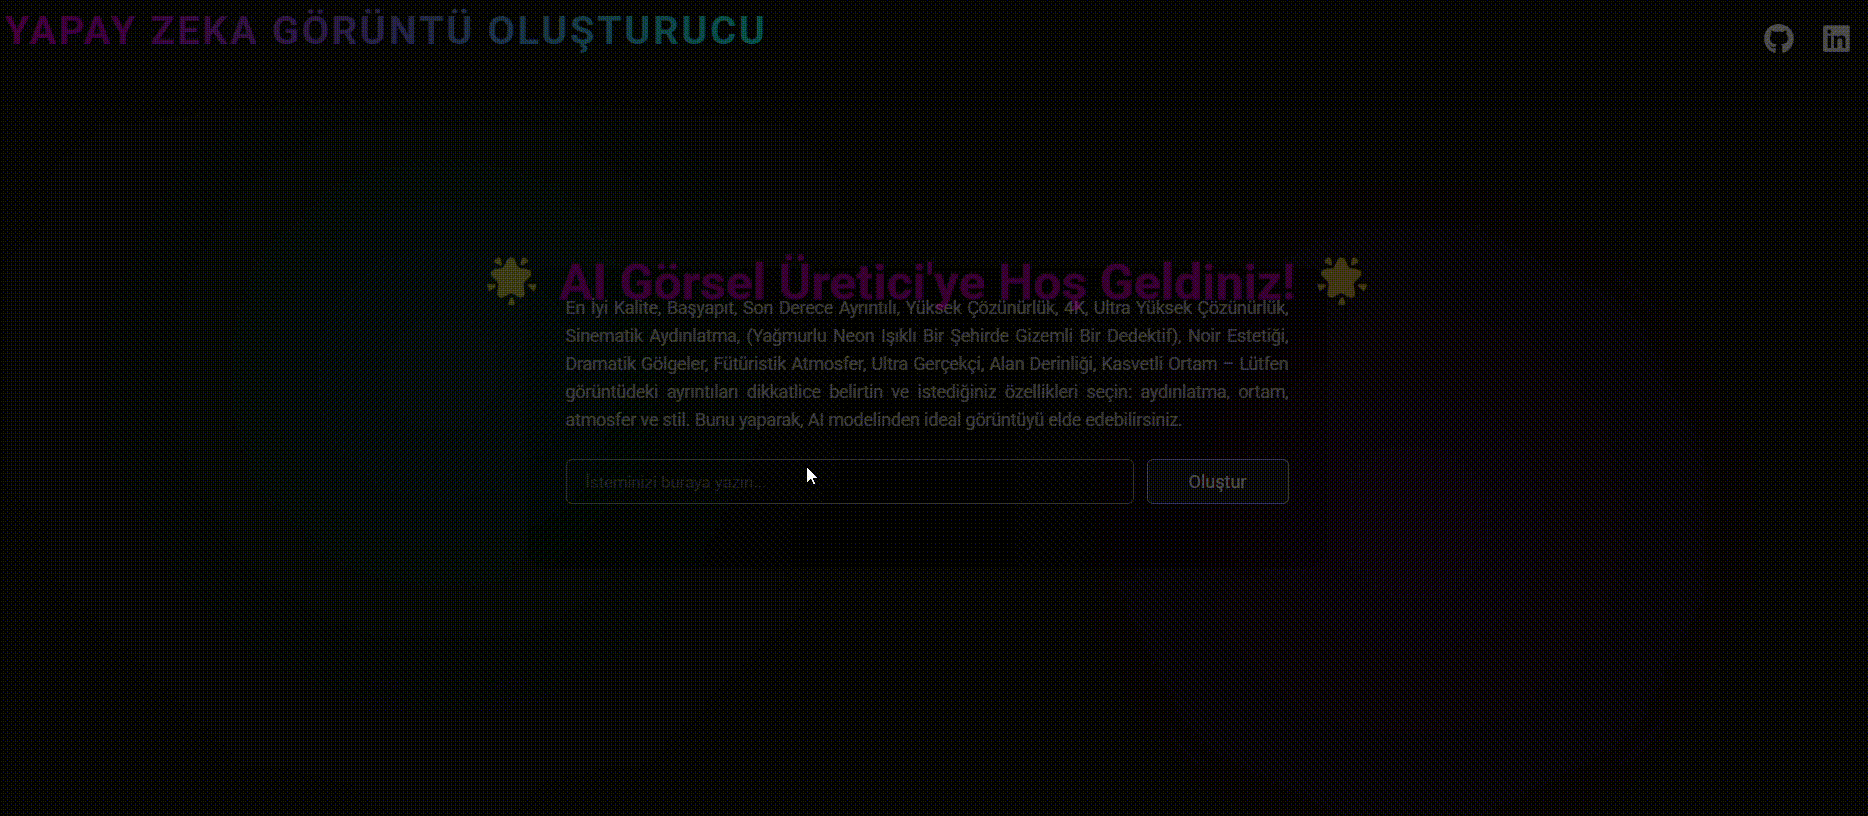 YAPAY ZEKA GÖRÜNTÜ OLUŞTURUCU
AI Görsel Üretici'ye Hoş Geldiniz!
En İyi Kalite, Başyapıt, Son Derece Ayrıntılı, Yüksek Çözünürlük, 4K, Ultra Yüksek Çözünürlük,
Sinematik Aydınlatma, (Yağmurlu Neon Işıklı Bir Şehirde Gizemli Bir Dedektif), Noir Estetiği,
Dramatik Gölgeler, Fütüristik Atmosfer, Ultra Gerçekçi, Alan Derinliği, Kasvetli Ortam – Lütfen
görüntüdeki ayrıntıları dikkatlice belirtin ve istediğiniz özellikleri seçin: aydınlatma, ortam,
atmosfer ve stil. Bunu yaparak, AI modelinden ideal görüntüyü elde edebilirsiniz.
İsteminizi buraya yazın...
Oluştur